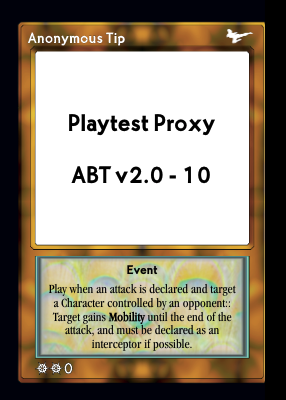 Anonymous Tip
Playtest Proxy
ABT v2.0 - 10
Event
Play when an attack is declared and target
a Character controlled by an opponent::
Target gains Mobility until the end of the
attack, and must be declared as an
interceptor if possible.
0